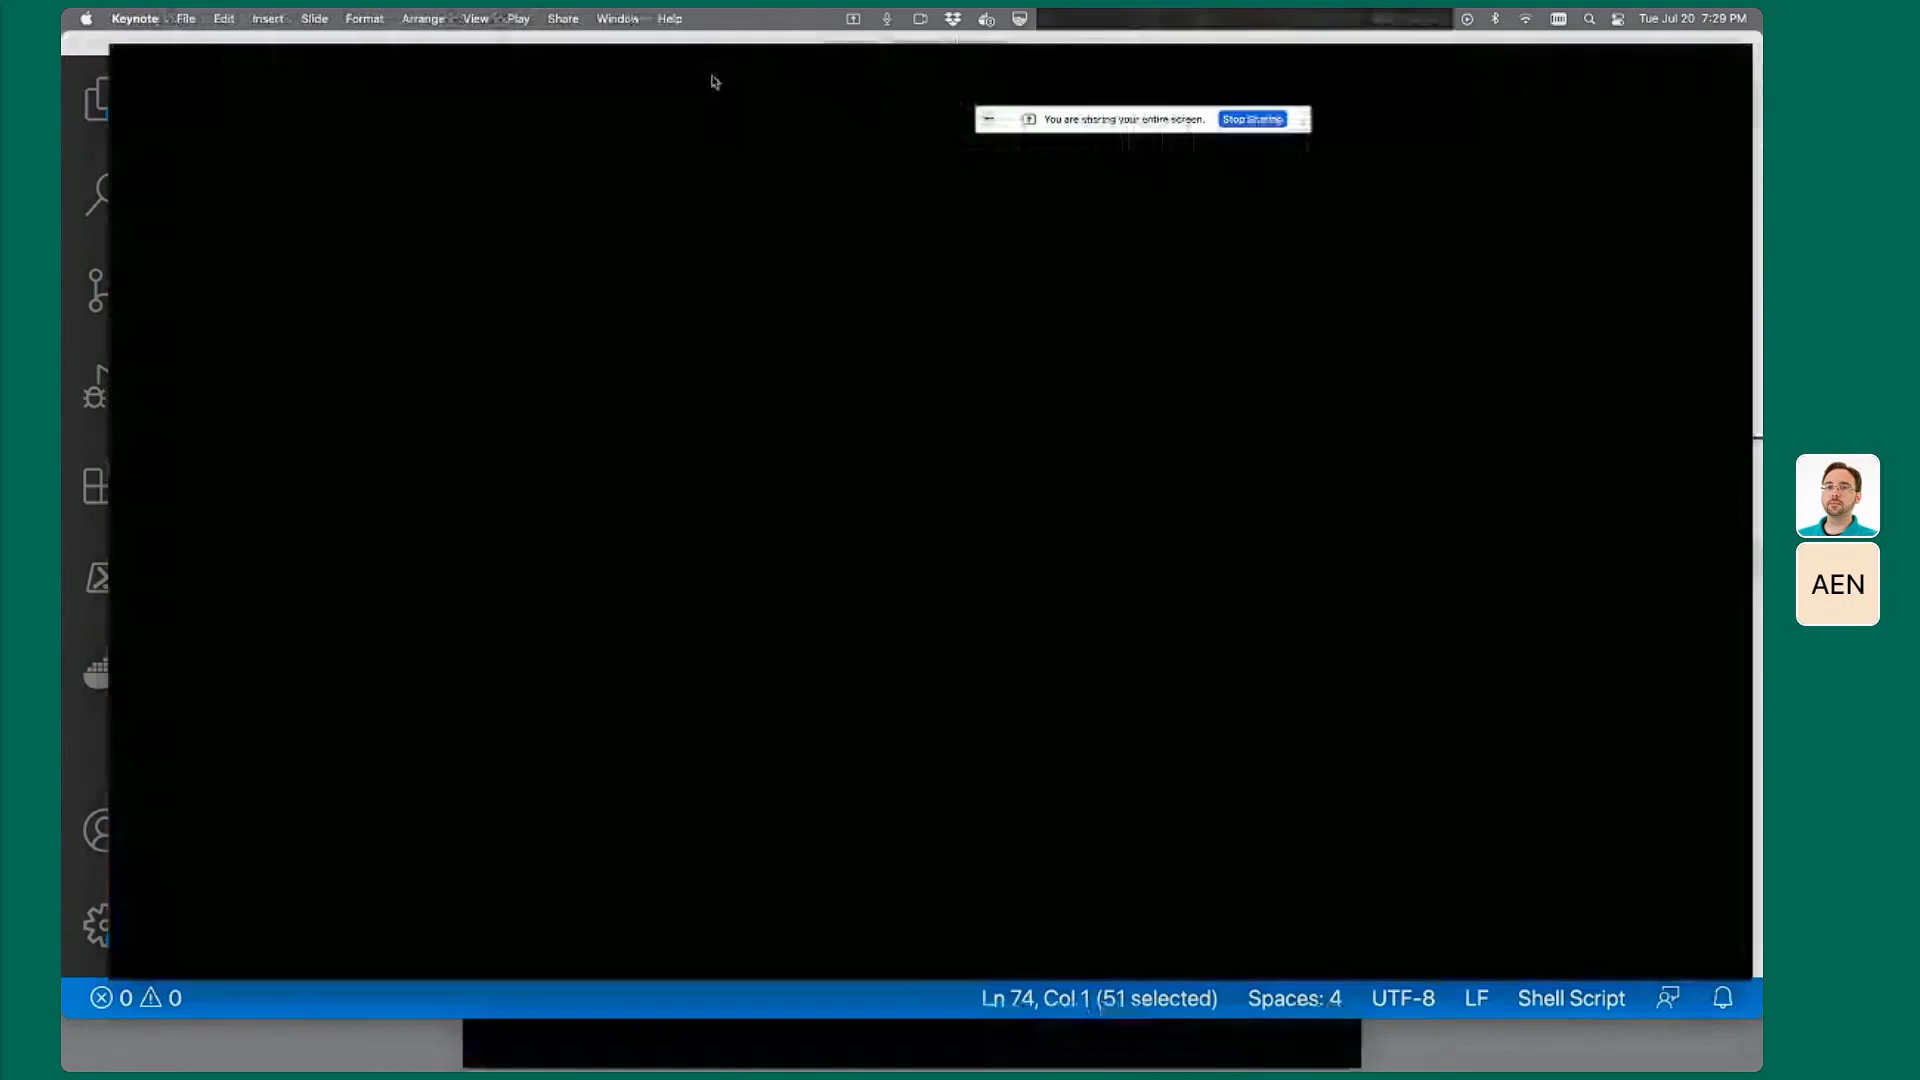 Keynote File Edit Insert Slide Format Arrange View Play Share Window Help Tue Jul 20 7:29 PM
You are sharing your entire screen. Stop Sharing
AEN
0 0 Ln 74, Col 1 (51 selected) Spaces: 4 UTF-8 LF Shell Script